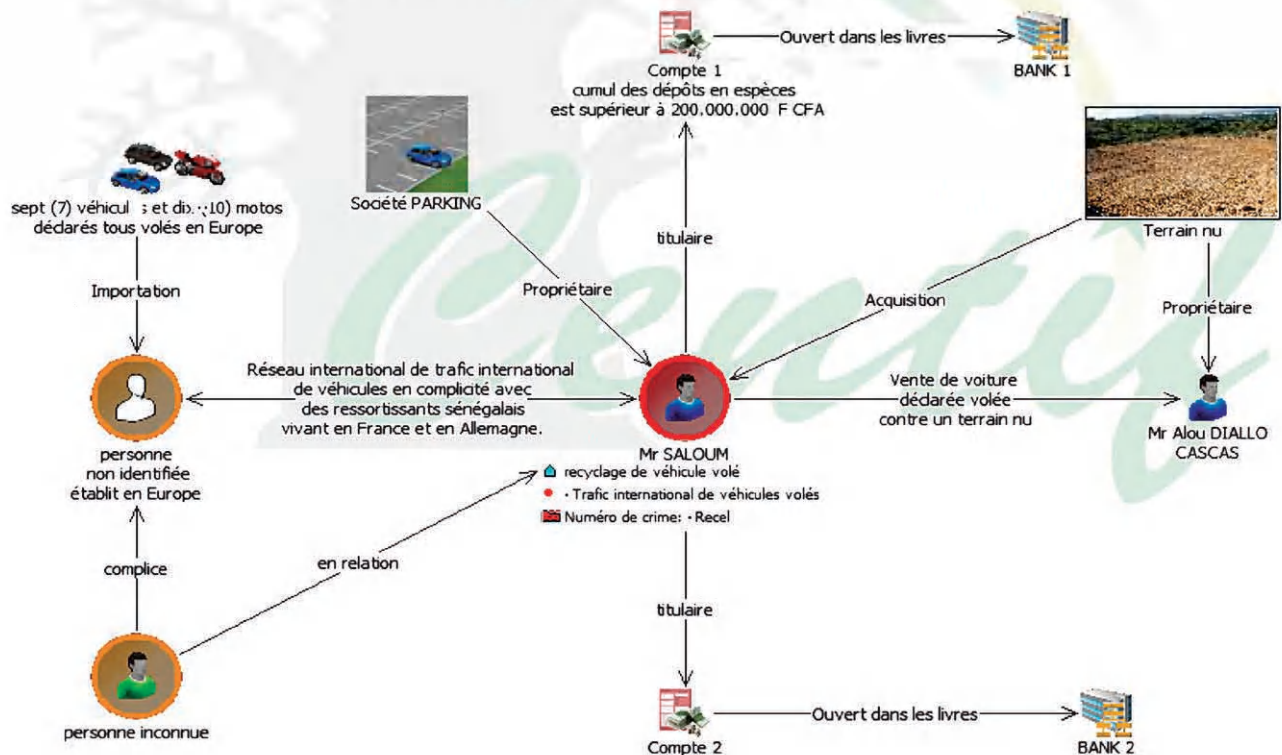 Compte 1
cumul des dépôts en espèces
est supérieur à 200.000.000 F CFA
Ouvert dans les livres
BANK 1
sept (7) et motos
déclarés tous volés en Europe
Société PARKING
Terrain nu
titulaire
Importation
Propriétaire
Acquisition
Propriétaire
Centif
Réseau international de trafic international
de véhicules en complicité avec
des ressortissants sénégalais
vivant en France et en Allemagne.
Vente de voiture
déclarée volée
contre un terrain nu
personne
non identifiée
établit en Europe
Mr SALOUM
recyclage de véhicule volé
· Trafic international de véhicules volés
Numéro de crime: · Recel
Mr Alou DIALLO
CASCAS
complice
en relation
titulaire
personne inconnue
Compte 2
Ouvert dans les livres
BANK 2